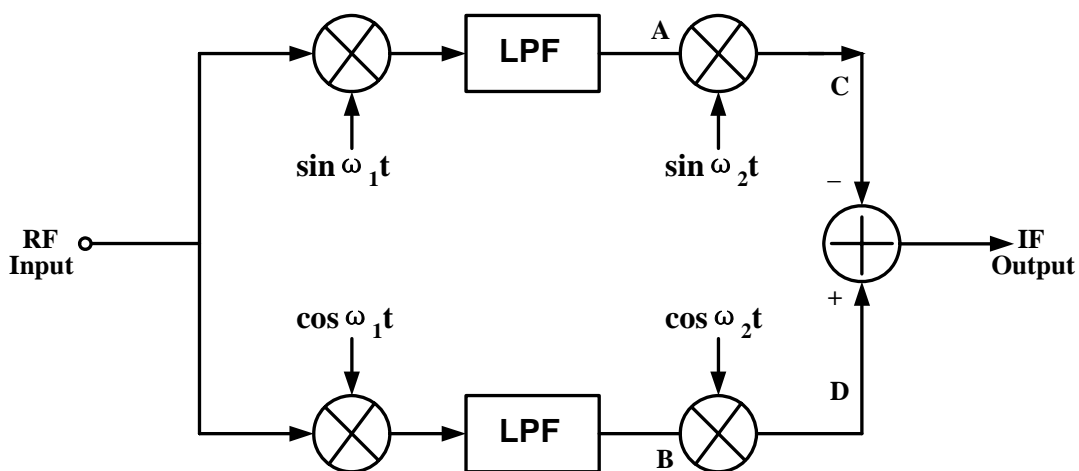 A
LPF
C
sin ω₁t
sin ω₂t
−
RF
Input
IF
Output
+
cos ω₁t
cos ω₂t
D
LPF
B